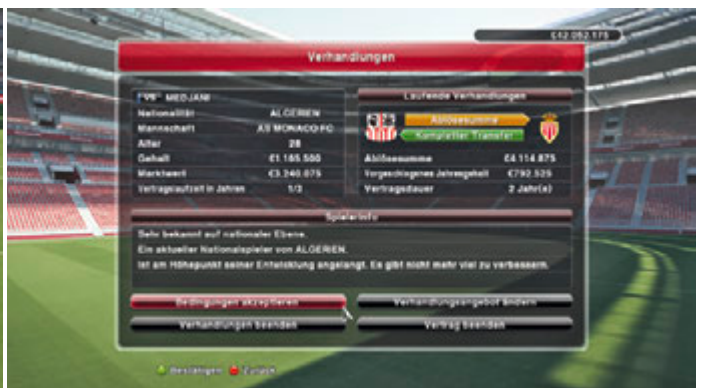 €42.052.175
Verhandlungen
MEDJANI
Laufende Verhandlungen
Nationalität ALGERIEN
Mannschaft AS MONACO FC
Ablösesumme
Kompletter Transfer
Alter 28
Gehalt €1.165.500
Marktwert €3.240.075
Vertragslaufzeit in Jahren 1/3
Ablösesumme €4.114.875
Vorgeschlagenes Jahresgehalt €792.525
Vertragsdauer 2 Jahr(e)
Spielerinfo
Sehr bekannt auf nationaler Ebene.
Ein aktueller Nationalspieler von ALGERIEN.
Ist am Höhepunkt seiner Entwicklung angelangt. Es gibt nicht mehr viel zu verbessern.
Bedingungen akzeptieren
Verhandlungsangebot ändern
Verhandlungen beenden
Vertrag beenden
Bestätigen Zurück